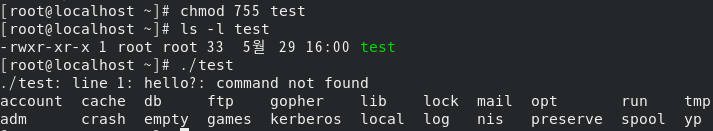 [root@localhost ~]# chmod 755 test
[root@localhost ~]# ls -l test
-rwxr-xr-x 1 root root 33  5월  29 16:00 test
[root@localhost ~]# ./test
./test: line 1: hello?: command not found
account  cache  db     ftp    gopher    lib    lock  mail  opt       run    tmp
adm      crash  empty  games  kerberos  local  log   nis   preserve  spool  yp